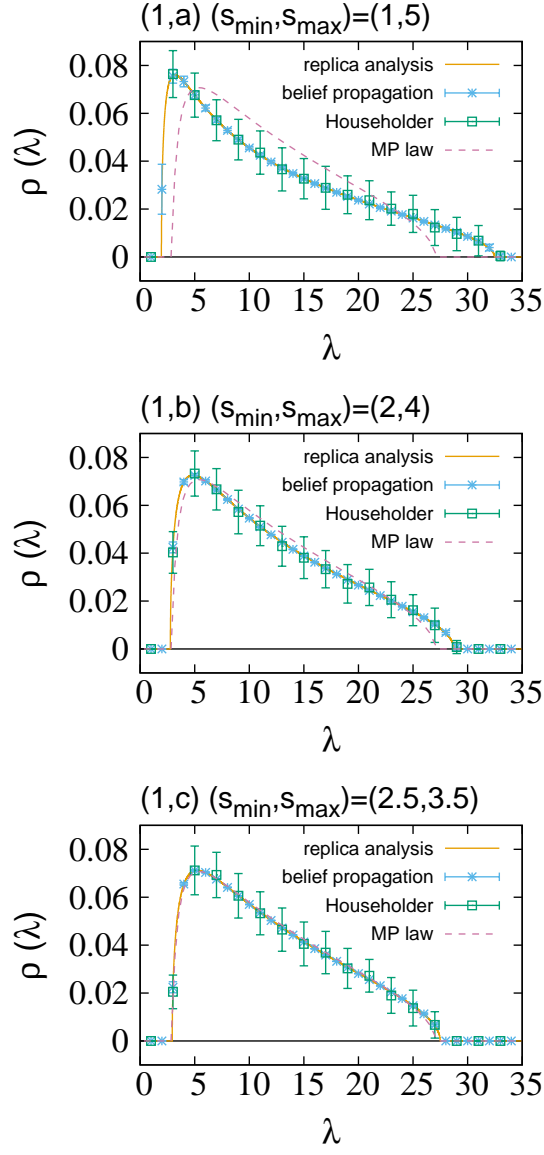 (1,a) (s_min,s_max)=(1,5)
replica analysis
belief propagation
Householder
MP law
ρ (λ)
0.08
0.06
0.04
0.02
0
0 5 10 15 20 25 30 35
λ
(1,b) (s_min,s_max)=(2,4)
replica analysis
belief propagation
Householder
MP law
ρ (λ)
0.08
0.06
0.04
0.02
0
0 5 10 15 20 25 30 35
λ
(1,c) (s_min,s_max)=(2.5,3.5)
replica analysis
belief propagation
Householder
MP law
ρ (λ)
0.08
0.06
0.04
0.02
0
0 5 10 15 20 25 30 35
λ